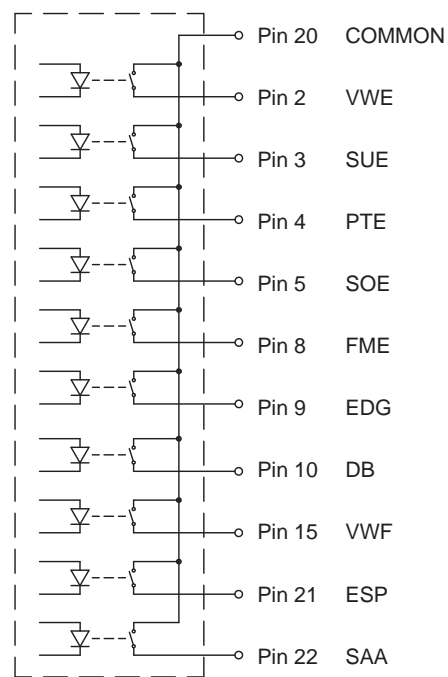 Pin 20 COMMON
Pin 2 VWE
Pin 3 SUE
Pin 4 PTE
Pin 5 SOE
Pin 8 FME
Pin 9 EDG
Pin 10 DB
Pin 15 VWF
Pin 21 ESP
Pin 22 SAA